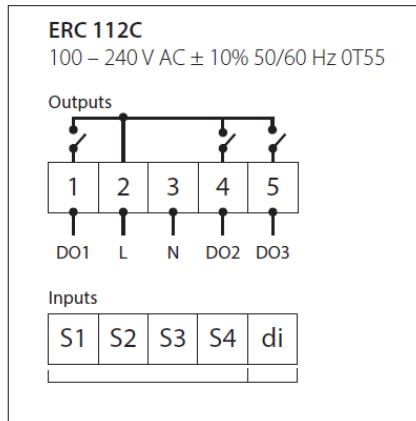 ERC 112C
100 – 240 V AC ± 10% 50/60 Hz 0T55
Outputs
1 2 3 4 5
DO1 L N DO2 DO3
Inputs
S1 S2 S3 S4 di